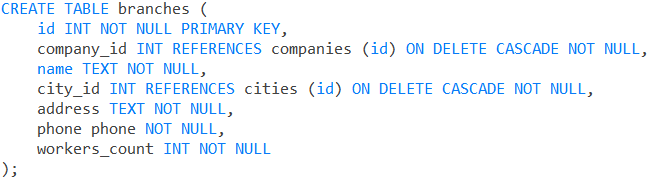 CREATE TABLE branches (
    id INT NOT NULL PRIMARY KEY,
    company_id INT REFERENCES companies (id) ON DELETE CASCADE NOT NULL,
    name TEXT NOT NULL,
    city_id INT REFERENCES cities (id) ON DELETE CASCADE NOT NULL,
    address TEXT NOT NULL,
    phone phone NOT NULL,
    workers_count INT NOT NULL
);